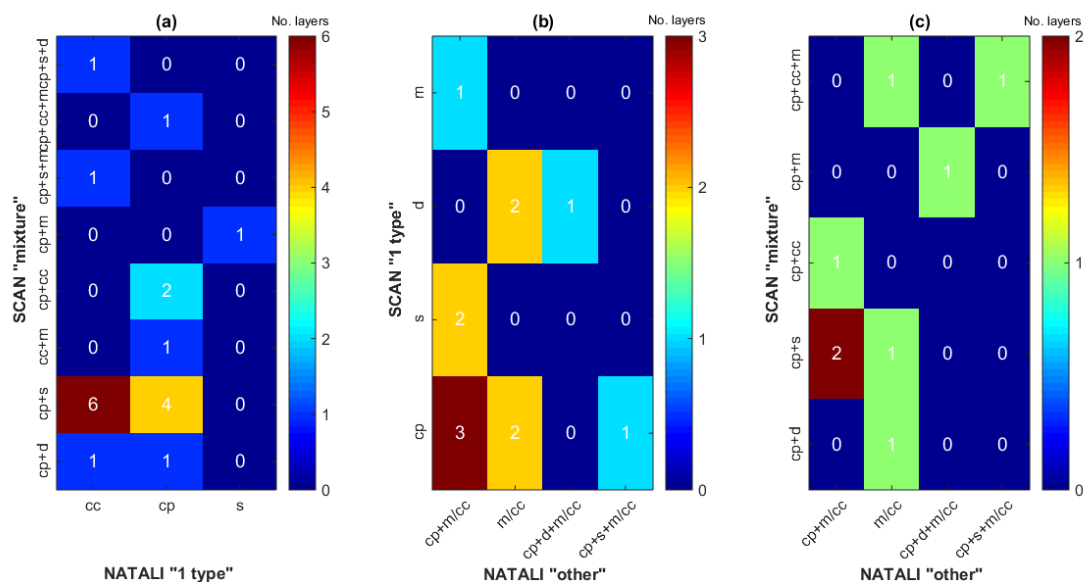 (a)
No. layers
SCAN "mixture"
cp+s+d
1 0 0
cp+cc+m
0 1 0
cp+s+m
1 0 0
cp+m
0 0 1
cp+cc
0 2 0
cc+m
0 1 0
cp+s
6 4 0
cp+d
1 1 0
cc cp s
NATALI "1 type"
6
5
4
3
2
1
0
(b)
No. layers
SCAN "1 type"
m
1 0 0 0
d
0 2 1 0
s
2 0 0 0
cp
3 2 0 1
cp+m/cc m/cc cp+d+m/cc cp+s+m/cc
NATALI "other"
3
2
1
0
(c)
No. layers
SCAN "mixture"
cp+cc+m
0 1 0 1
cp+m
0 0 1 0
cp+cc
1 0 0 0
cp+s
2 1 0 0
cp+d
0 1 0 0
cp+m/cc m/cc cp+d+m/cc cp+s+m/cc
NATALI "other"
2
1
0